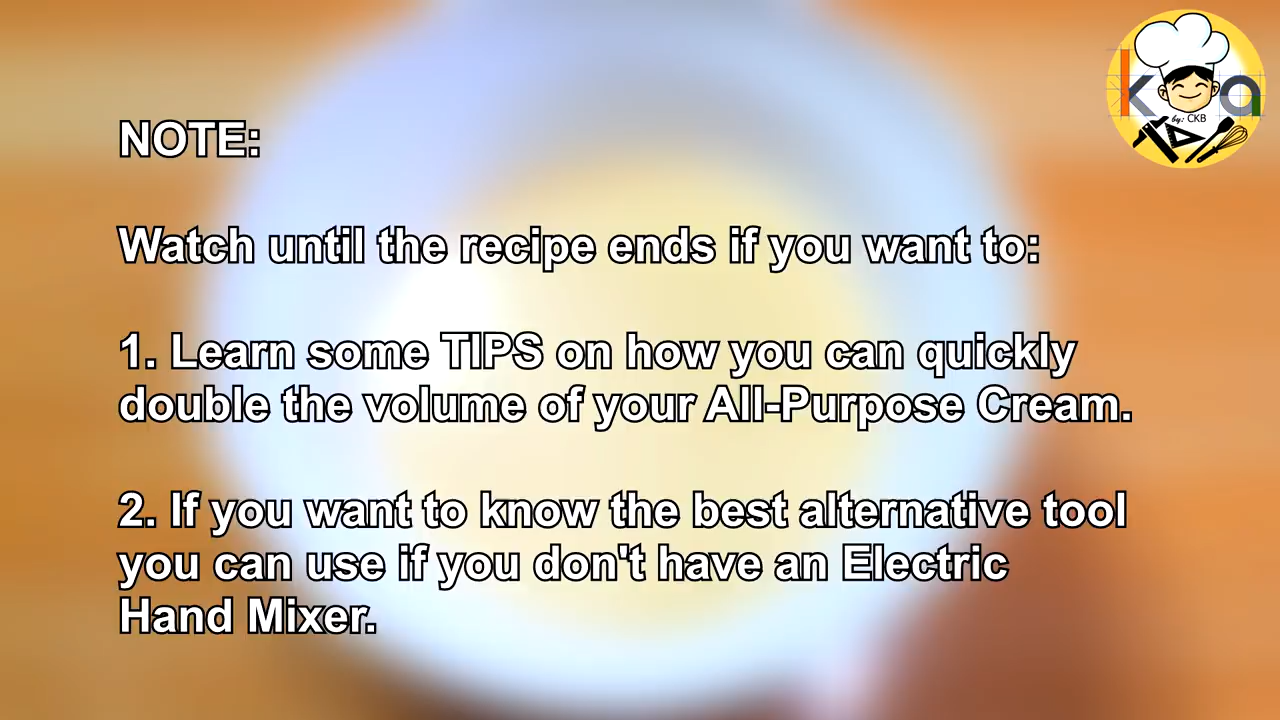 NOTE:
Watch until the recipe ends if you want to:
1. Learn some TIPS on how you can quickly
double the volume of your All-Purpose Cream.
2. If you want to know the best alternative tool
you can use if you don't have an Electric
Hand Mixer.
by: CKB